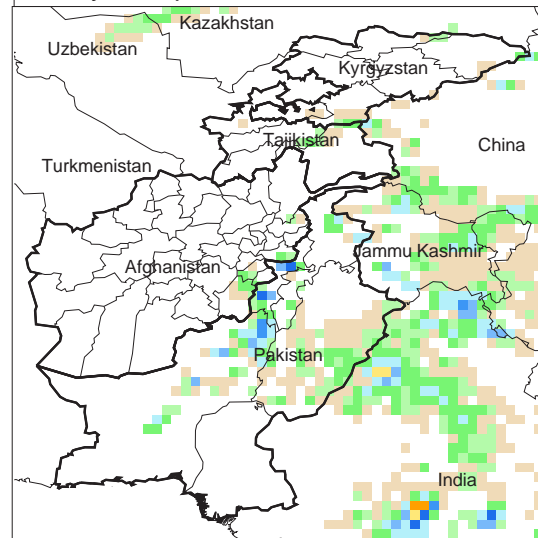 Kazakhstan
Uzbekistan
Kyrgyzstan
Tajikistan
China
Turkmenistan
Jammu Kashmir
Afghanistan
Pakistan
India